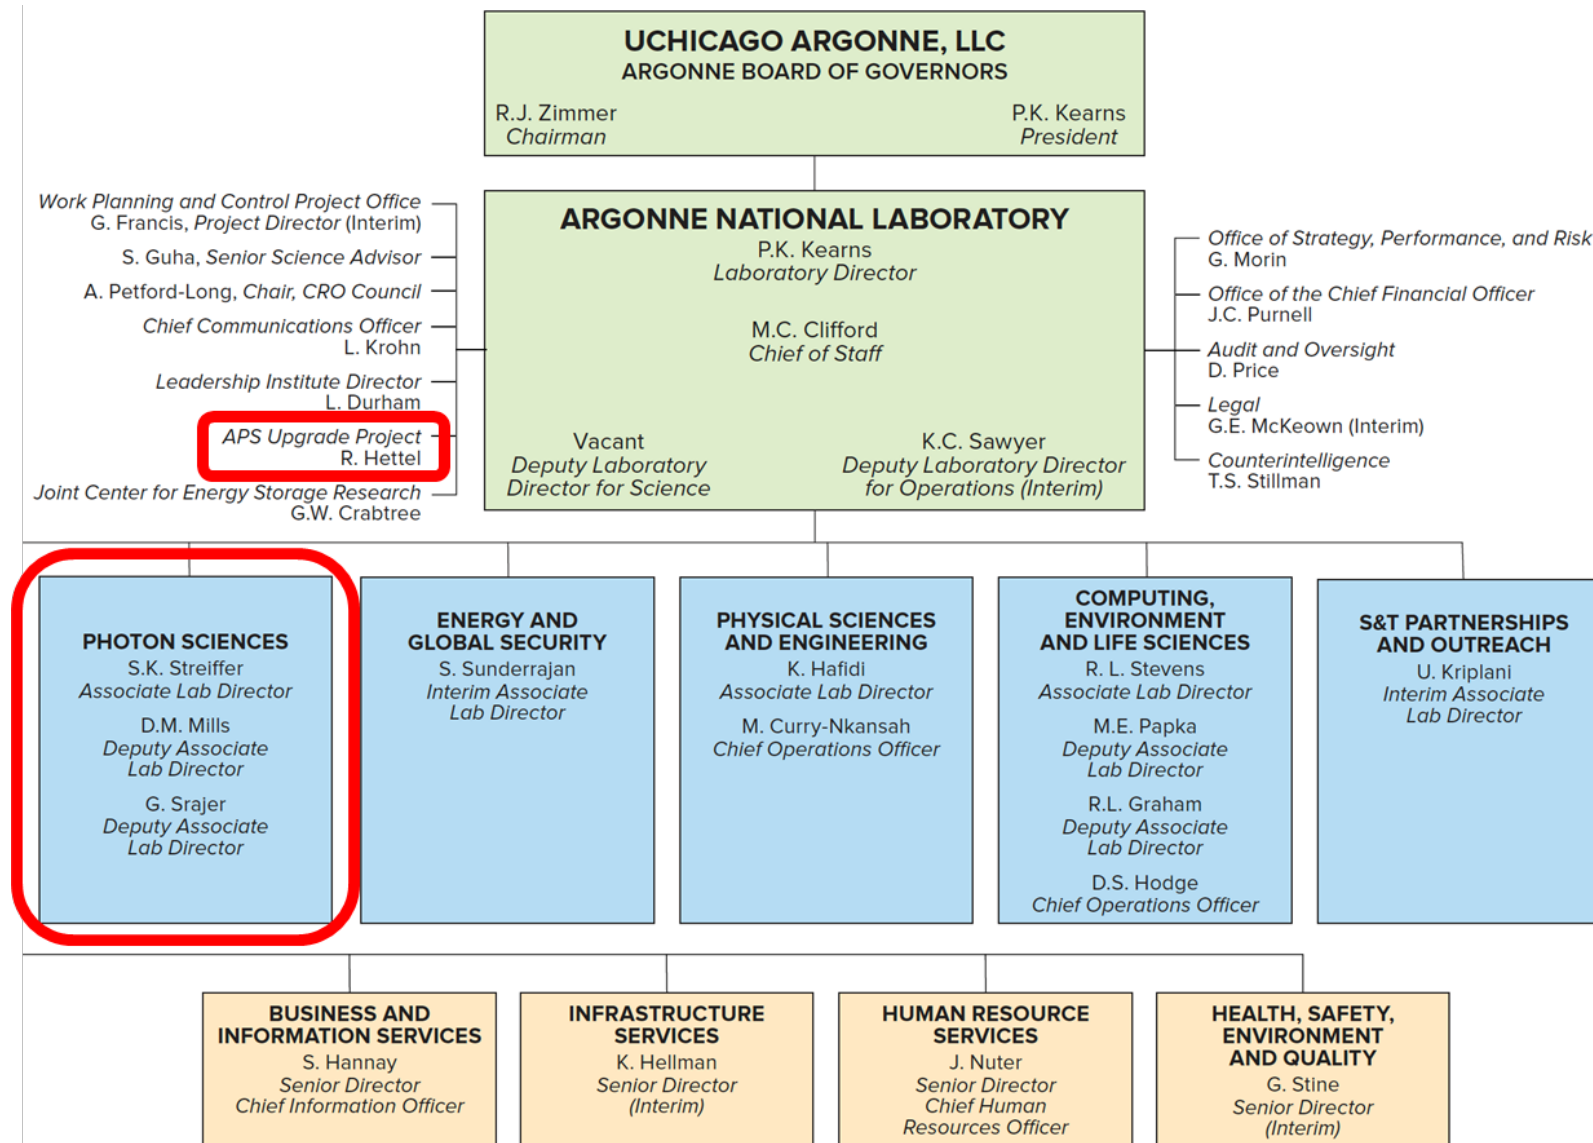 UCHICAGO ARGONNE, LLC
ARGONNE BOARD OF GOVERNORS
R.J. Zimmer
Chairman
P.K. Kearns
President
Work Planning and Control Project Office
G. Francis, Project Director (Interim)
S. Guha, Senior Science Advisor
A. Petford-Long, Chair, CRO Council
Chief Communications Officer
L. Krohn
Leadership Institute Director
L. Durham
APS Upgrade Project
R. Hettel
Joint Center for Energy Storage Research
G.W. Crabtree
ARGONNE NATIONAL LABORATORY
P.K. Kearns
Laboratory Director
M.C. Clifford
Chief of Staff
Vacant
Deputy Laboratory
Director for Science
K.C. Sawyer
Deputy Laboratory Director
for Operations (Interim)
Office of Strategy, Performance, and Risk
G. Morin
Office of the Chief Financial Officer
J.C. Purnell
Audit and Oversight
D. Price
Legal
G.E. McKeown (Interim)
Counterintelligence
T.S. Stillman
PHOTON SCIENCES
S.K. Streiffer
Associate Lab Director
D.M. Mills
Deputy Associate
Lab Director
G. Srajer
Deputy Associate
Lab Director
ENERGY AND
GLOBAL SECURITY
S. Sunderrajan
Interim Associate
Lab Director
PHYSICAL SCIENCES
AND ENGINEERING
K. Hafidi
Associate Lab Director
M. Curry-Nkansah
Chief Operations Officer
COMPUTING,
ENVIRONMENT
AND LIFE SCIENCES
R. L. Stevens
Associate Lab Director
M.E. Papka
Deputy Associate
Lab Director
R.L. Graham
Deputy Associate
Lab Director
D.S. Hodge
Chief Operations Officer
S&T PARTNERSHIPS
AND OUTREACH
U. Kriplani
Interim Associate
Lab Director
BUSINESS AND
INFORMATION SERVICES
S. Hannay
Senior Director
Chief Information Officer
INFRASTRUCTURE
SERVICES
K. Hellman
Senior Director
(Interim)
HUMAN RESOURCE
SERVICES
J. Nuter
Senior Director
Chief Human
Resources Officer
HEALTH, SAFETY,
ENVIRONMENT
AND QUALITY
G. Stine
Senior Director
(Interim)